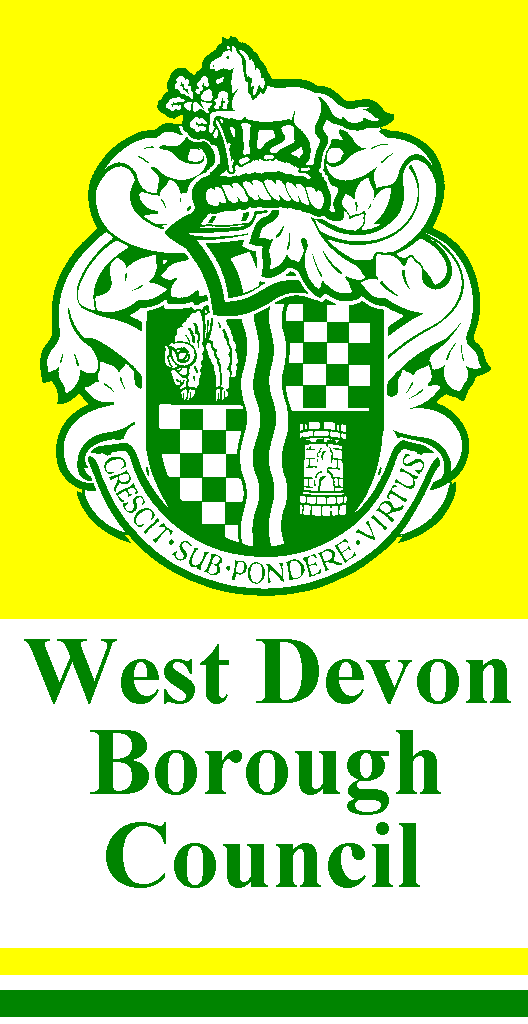 CRESCIT · SUB · PONDERE · VIRTUS
West Devon
Borough
Council